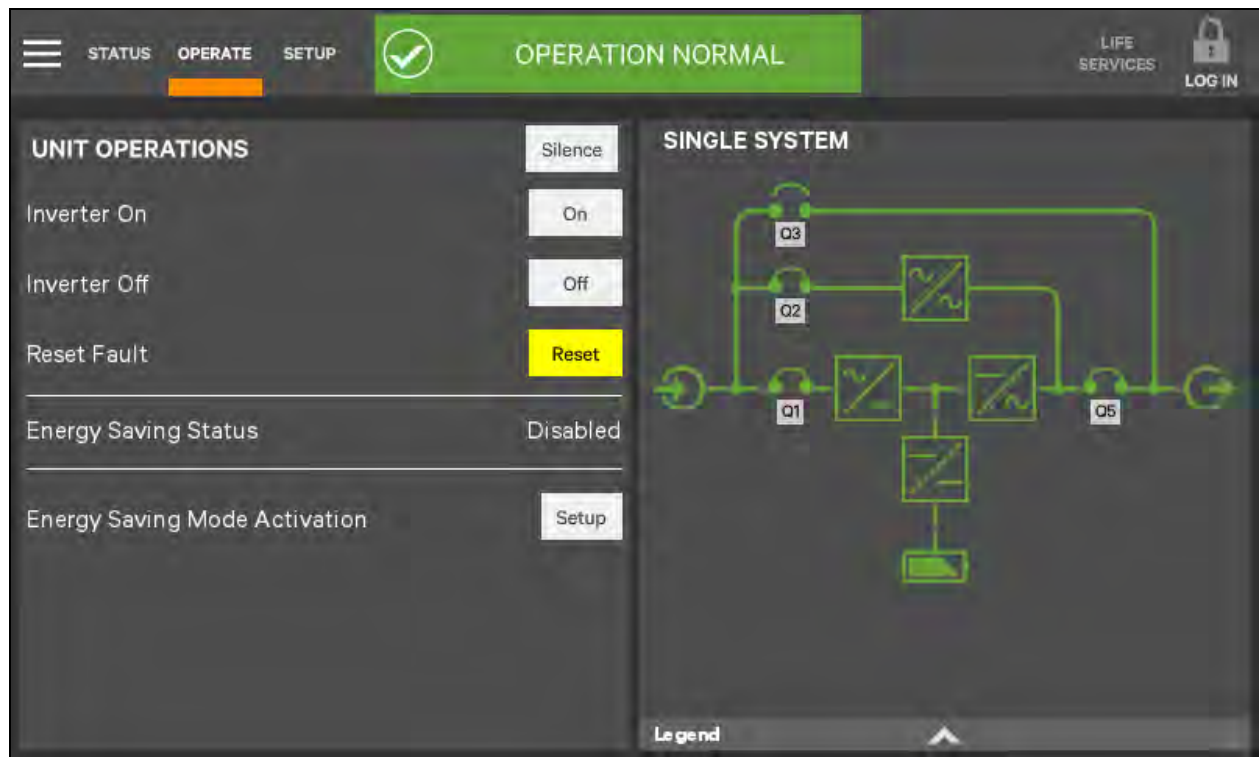 STATUS OPERATE SETUP OPERATION NORMAL LIFE SERVICES LOG IN
UNIT OPERATIONS Silence
Inverter On On
Inverter Off Off
Reset Fault Reset
Energy Saving Status Disabled
Energy Saving Mode Activation Setup
SINGLE SYSTEM
Q3
Q2
Q1 Q5
Legend